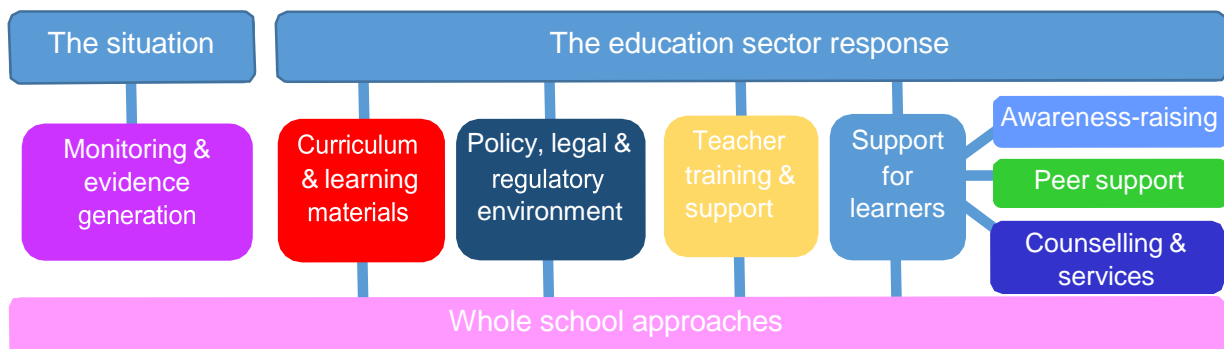 The situation
The education sector response
Monitoring &
evidence
generation
Curriculum
& learning
materials
Policy, legal &
regulatory
environment
Teacher
training &
support
Support
for
learners
Awareness-raising
Peer support
Counselling &
services
Whole school approaches